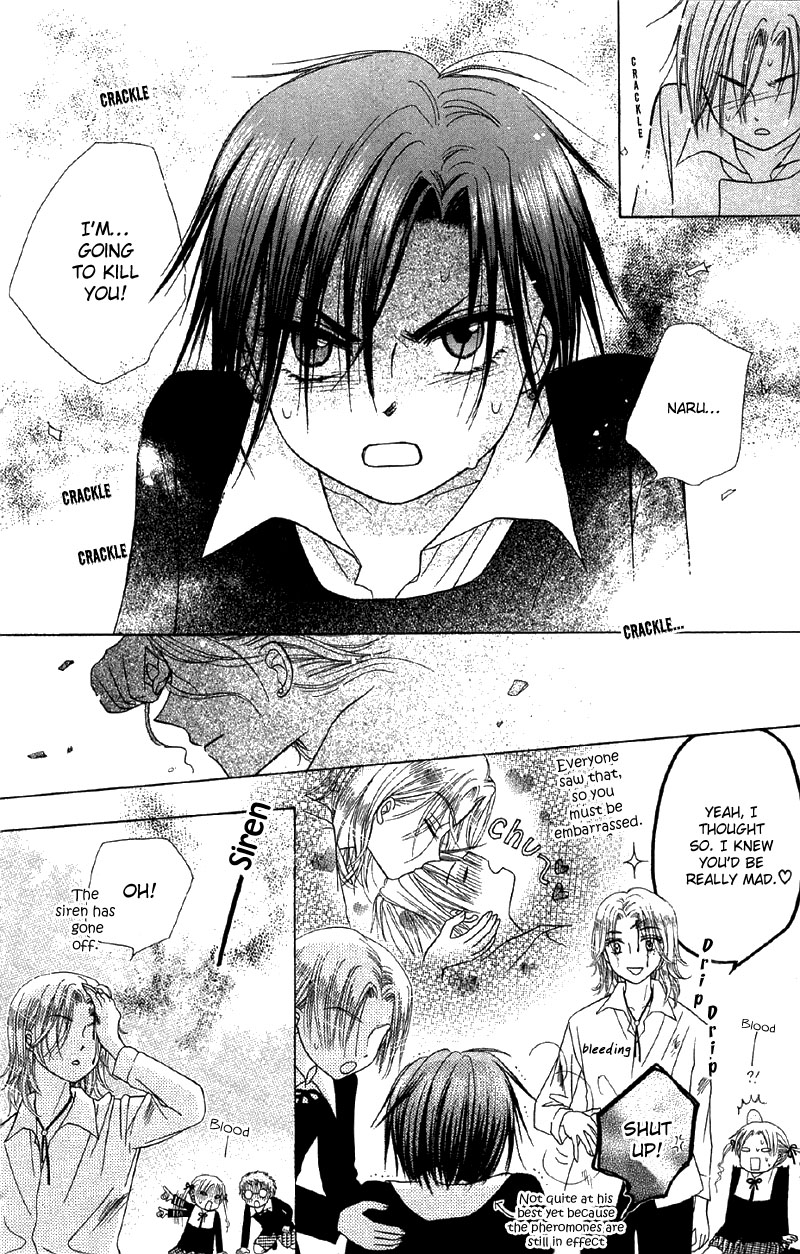 CRACKLE
CRACKLE
NARU...
I'M...
GOING
TO KILL
YOU!
CRACKLE
CRACKLE
CRACKLE...
YEAH, I
THOUGHT
SO. I KNEW
YOU'D BE
REALLY MAD.♡
Everyone
saw that,
so you
must be
embarrassed.
chu
Drip Drip
bleeding
Blood
?!
SHUT
UP!
Not quite at his
best yet because
the pheromones are
still in effect
Siren
OH!
The
siren has
gone
off.
Blood